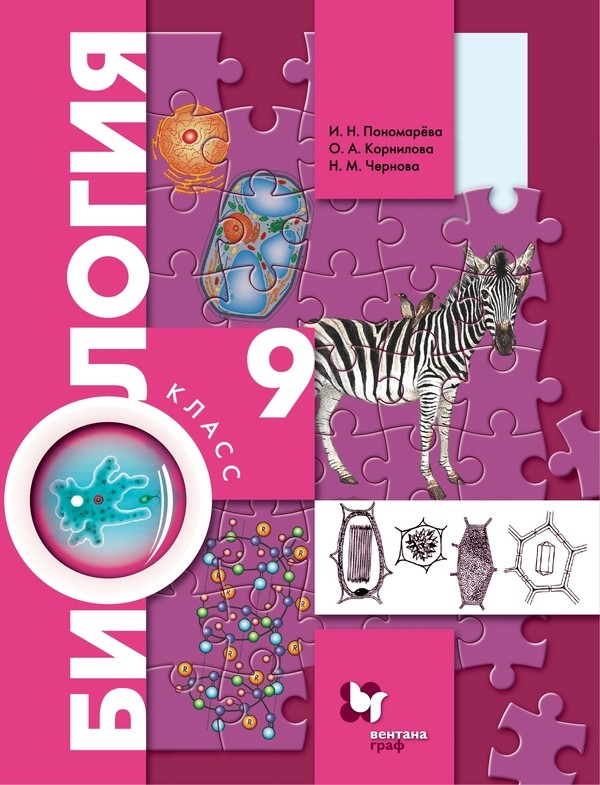 БИОЛОГИЯ
И. Н. Пономарёва
О. А. Корнилова
Н. М. Чернова
9
КЛАСС
R
R
R
R
R
R
R
R
вентана
граф